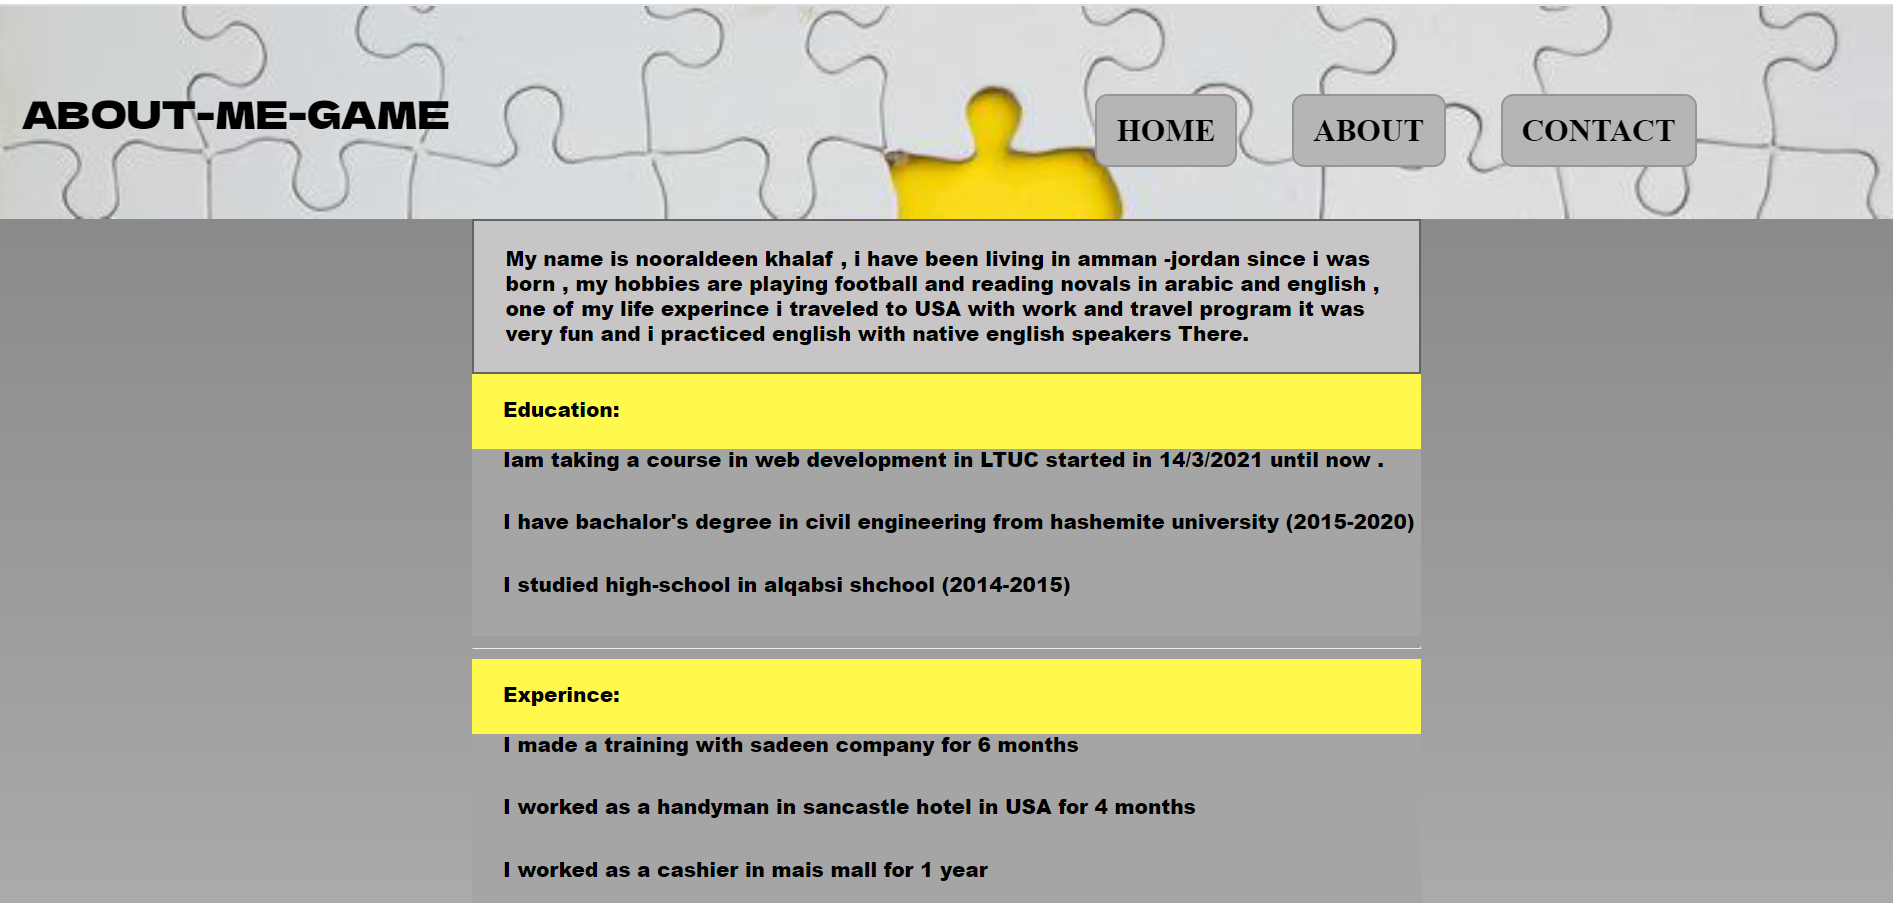 ABOUT-ME-GAME
HOME
ABOUT
CONTACT
My name is nooraldeen khalaf , i have been living in amman -jordan since i was
born , my hobbies are playing football and reading novals in arabic and english ,
one of my life experince i traveled to USA with work and travel program it was
very fun and i practiced english with native english speakers There.
Education:
Iam taking a course in web development in LTUC started in 14/3/2021 until now .
I have bachalor's degree in civil engineering from hashemite university (2015-2020)
I studied high-school in alqabsi shchool (2014-2015)
Experince:
I made a training with sadeen company for 6 months
I worked as a handyman in sancastle hotel in USA for 4 months
I worked as a cashier in mais mall for 1 year